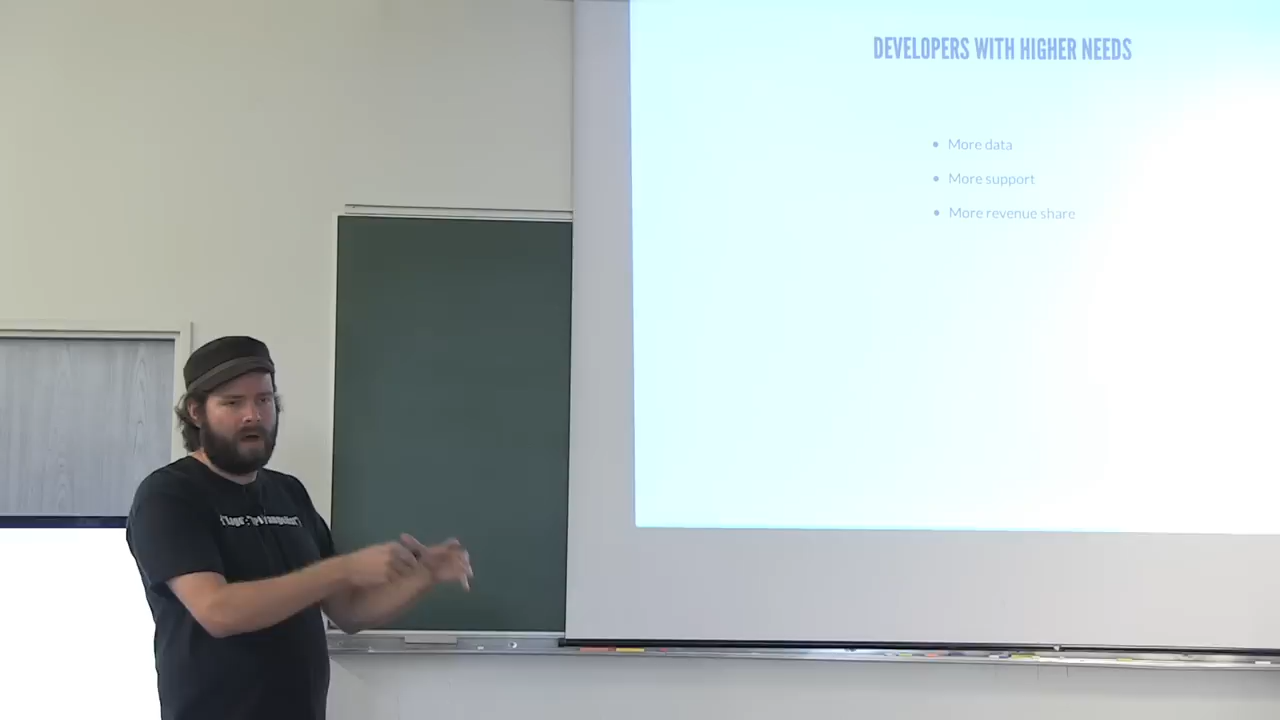 DEVELOPERS WITH HIGHER NEEDS
More data
More support
More revenue share